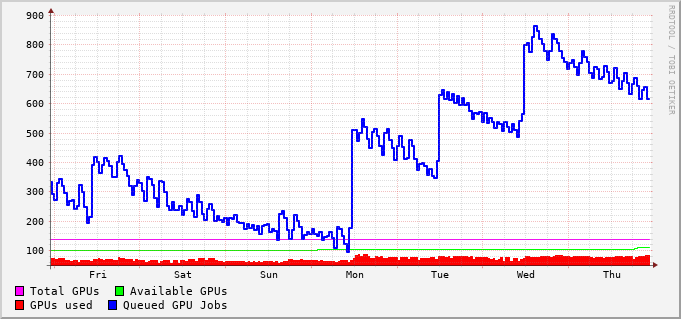 900
800
700
600
500
400
300
200
100
Fri Sat Sun Mon Tue Wed Thu
Total GPUs Available GPUs
GPUs used Queued GPU Jobs
RRDTOOL / TOBI OETIKER